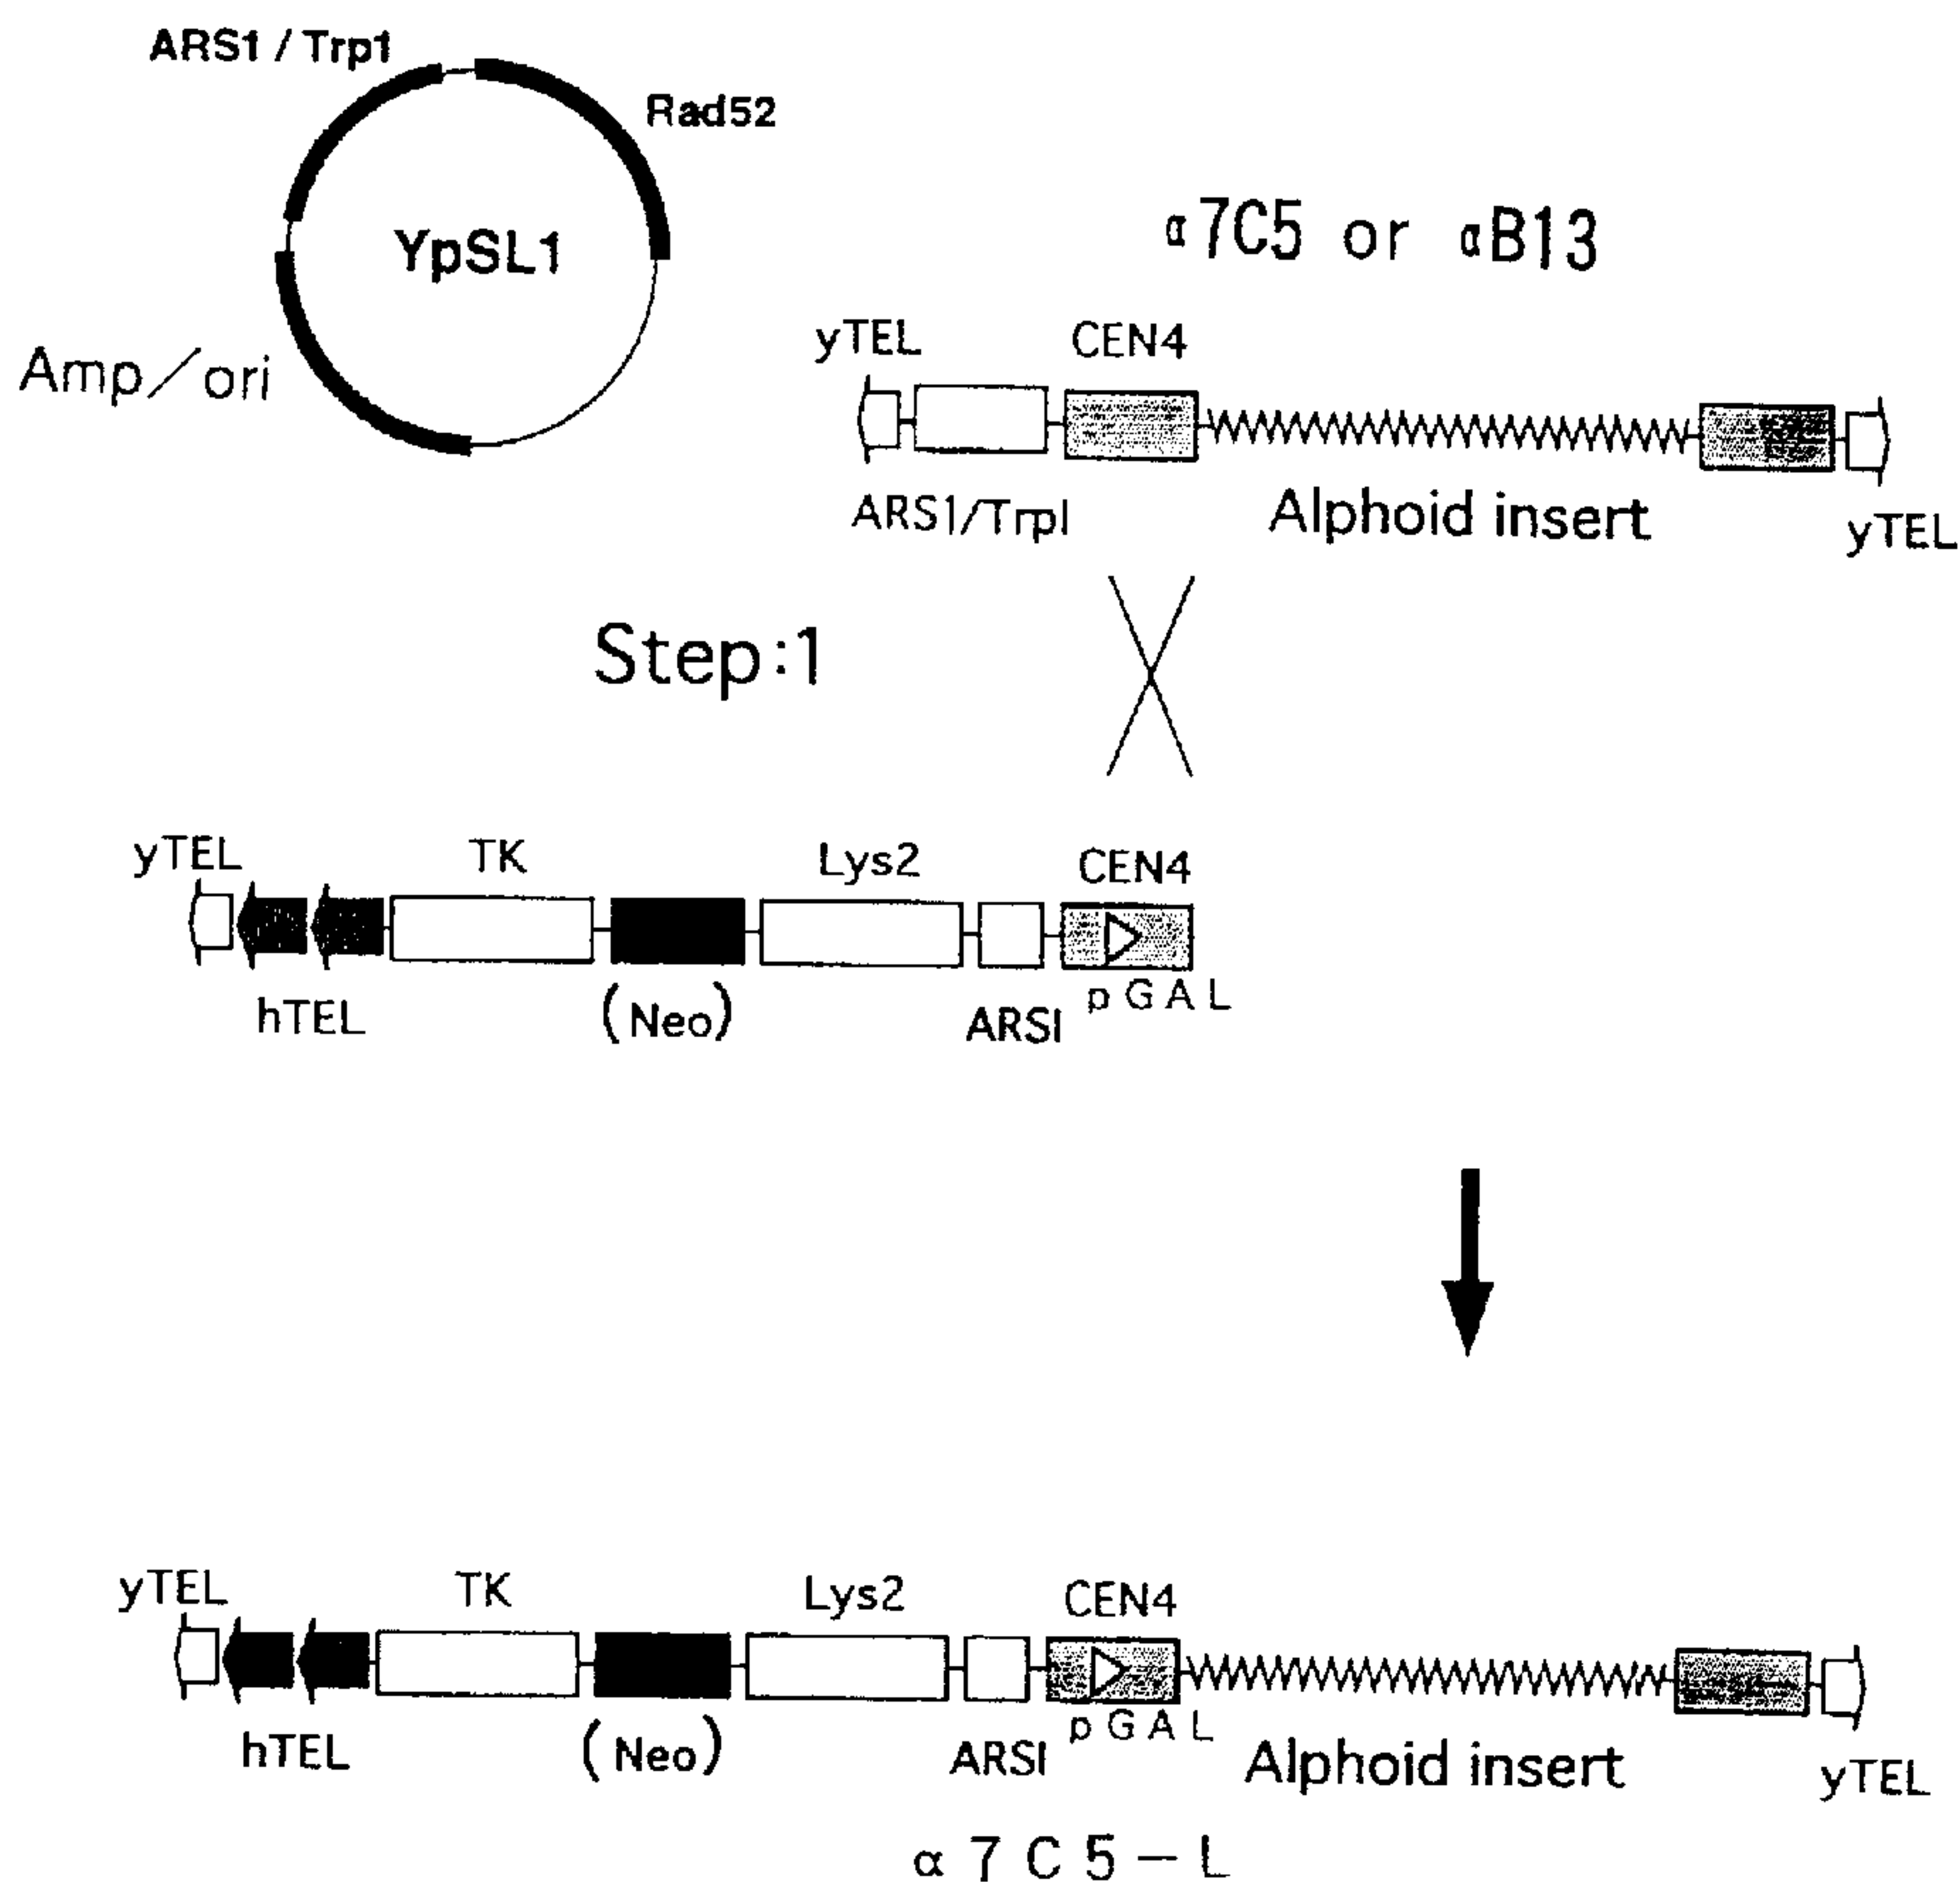 ARS1 / Trp1
Rad52
YpSL1
Amp/ori
α7C5 or αB13
yTEL
CEN4
ARS1/TrpI
Alphoid insert
yTEL
Step:1
yTEL
TK
Lys2
CEN4
hTEL
(Neo)
ARSI
pGAL
yTEL
TK
Lys2
CEN4
hTEL
(Neo)
ARSI
pGAL
Alphoid insert
yTEL
α7C5-L